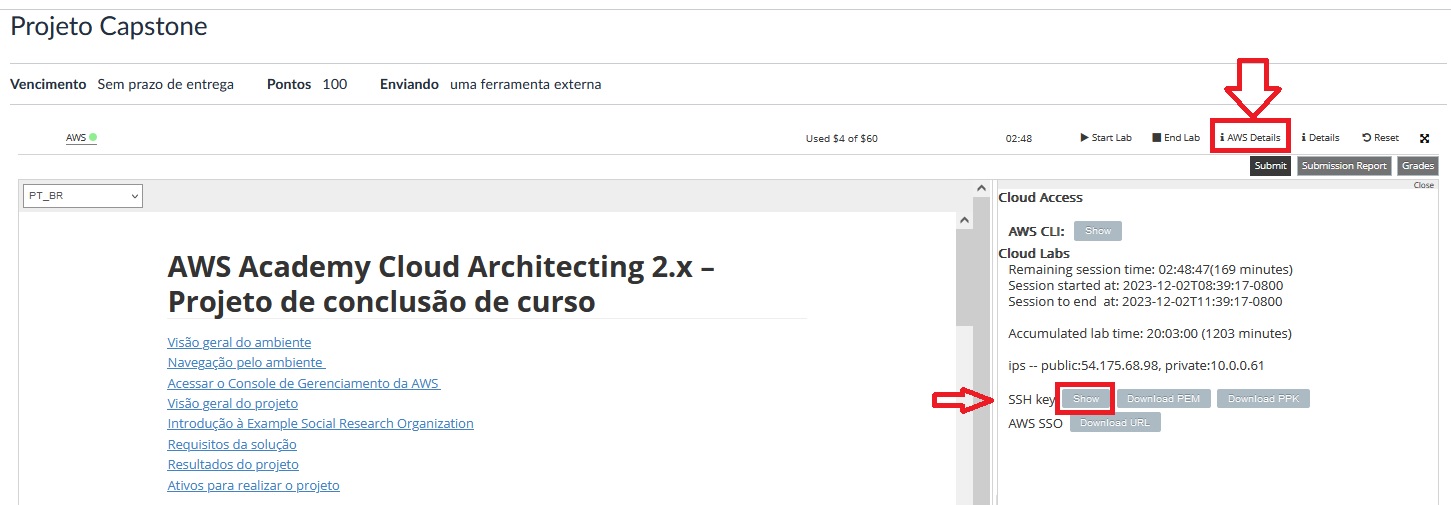 Projeto Capstone
Vencimento Sem prazo de entrega Pontos 100 Enviando uma ferramenta externa
AWS Used $4 of $60 02:48 Start Lab End Lab AWS Details Details Reset
Submit Submission Report Grades
PT_BR
AWS Academy Cloud Architecting 2.x –
Projeto de conclusão de curso
Visão geral do ambiente
Navegação pelo ambiente
Acessar o Console de Gerenciamento da AWS
Visão geral do projeto
Introdução à Example Social Research Organization
Requisitos da solução
Resultados do projeto
Ativos para realizar o projeto
Close
Cloud Access
AWS CLI: Show
Cloud Labs
Remaining session time: 02:48:47(169 minutes)
Session started at: 2023-12-02T08:39:17-0800
Session to end at: 2023-12-02T11:39:17-0800
Accumulated lab time: 20:03:00 (1203 minutes)
ips -- public:54.175.68.98, private:10.0.0.61
SSH key Show Download PEM Download PPK
AWS SSO Download URL